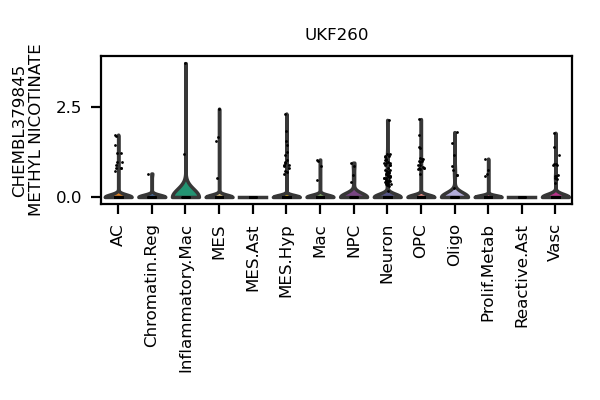 UKF260
CHEMBL379845
METHYL NICOTINATE
2.5
0.0
AC
Chromatin.Reg
Inflammatory.Mac
MES
MES.Ast
MES.Hyp
Mac
NPC
Neuron
OPC
Oligo
Prolif.Metab
Reactive.Ast
Vasc